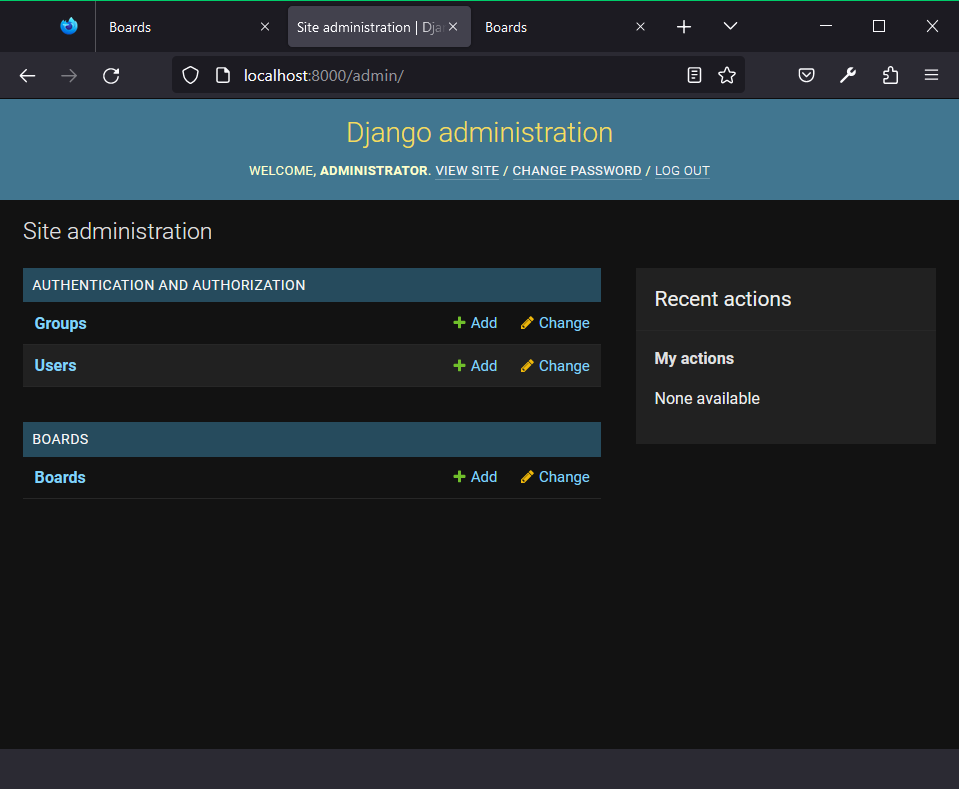 Boards
Site administration | Dja
Boards
localhost:8000/admin/
Django administration
WELCOME, ADMINISTRATOR. VIEW SITE / CHANGE PASSWORD / LOG OUT
Site administration
AUTHENTICATION AND AUTHORIZATION
Groups Add Change
Users Add Change
BOARDS
Boards Add Change
Recent actions
My actions
None available